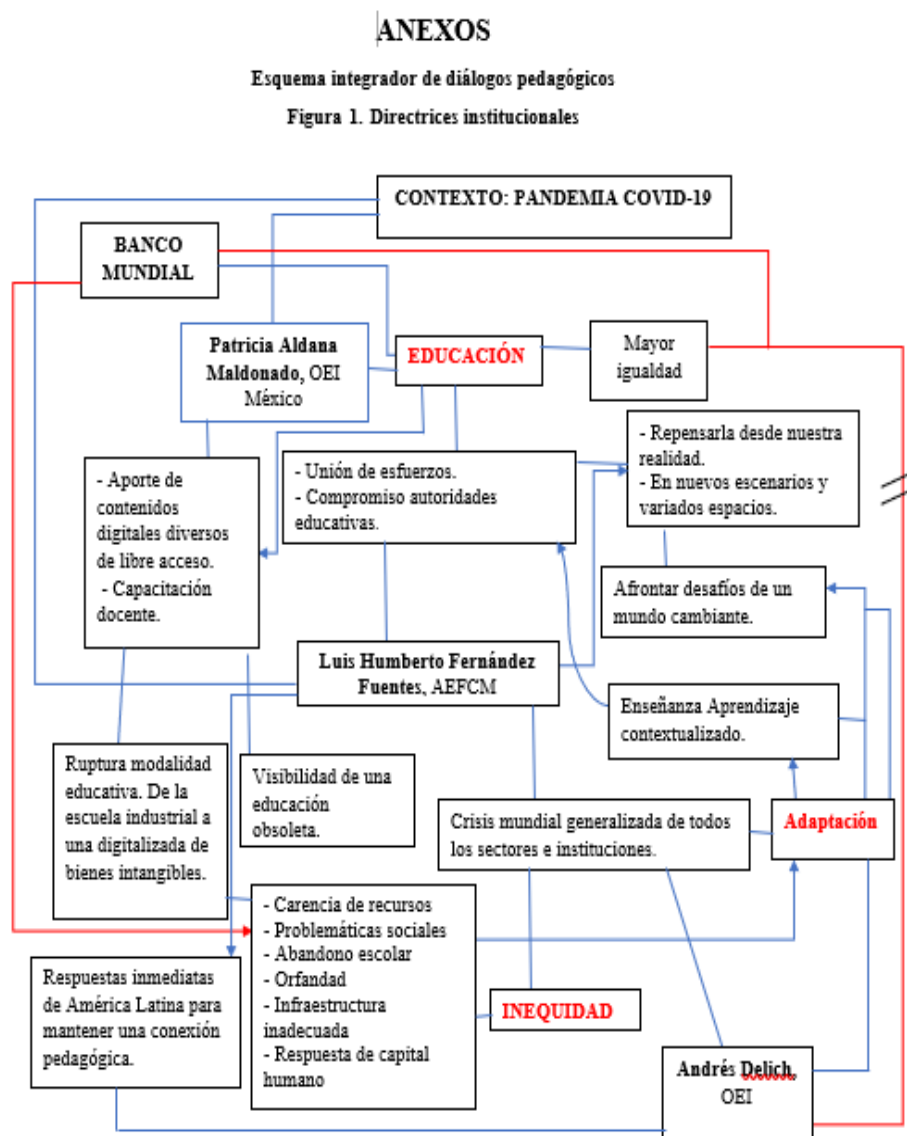 ANEXOS
Esquema integrador de diálogos pedagógicos
Figura 1. Directrices institucionales
CONTEXTO: PANDEMIA COVID-19
BANCO
MUNDIAL
Patricia Aldana
Maldonado, OEI
México
EDUCACIÓN
Mayor
igualdad
- Repensarla desde nuestra
realidad.
- En nuevos escenarios y
variados espacios.
- Unión de esfuerzos.
- Compromiso autoridades
educativas.
- Aporte de
contenidos
digitales diversos
de libre acceso.
- Capacitación
docente.
Afrontar desafíos de un
mundo cambiante.
Luis Humberto Fernández
Fuentes, AEFCM
Enseñanza Aprendizaje
contextualizado.
Ruptura modalidad
educativa. De la
escuela industrial a
una digitalizada de
bienes intangibles.
Visibilidad de una
educación
obsoleta.
Crisis mundial generalizada de todos
los sectores e instituciones.
Adaptación
- Carencia de recursos
- Problemáticas sociales
- Abandono escolar
- Orfandad
- Infraestructura
inadecuada
- Respuesta de capital
humano
Respuestas inmediatas
de América Latina para
mantener una conexión
pedagógica.
INEQUIDAD
Andrés Delich,
OEI